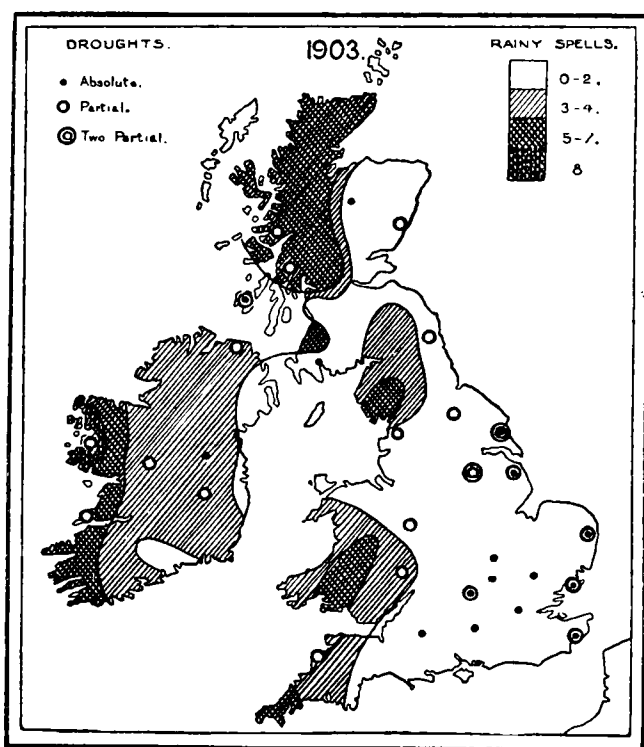 DROUGHTS.
1903.
RAINY SPELLS.
Absolute.
Partial.
Two Partial.
0-2.
3-4.
5-7.
8